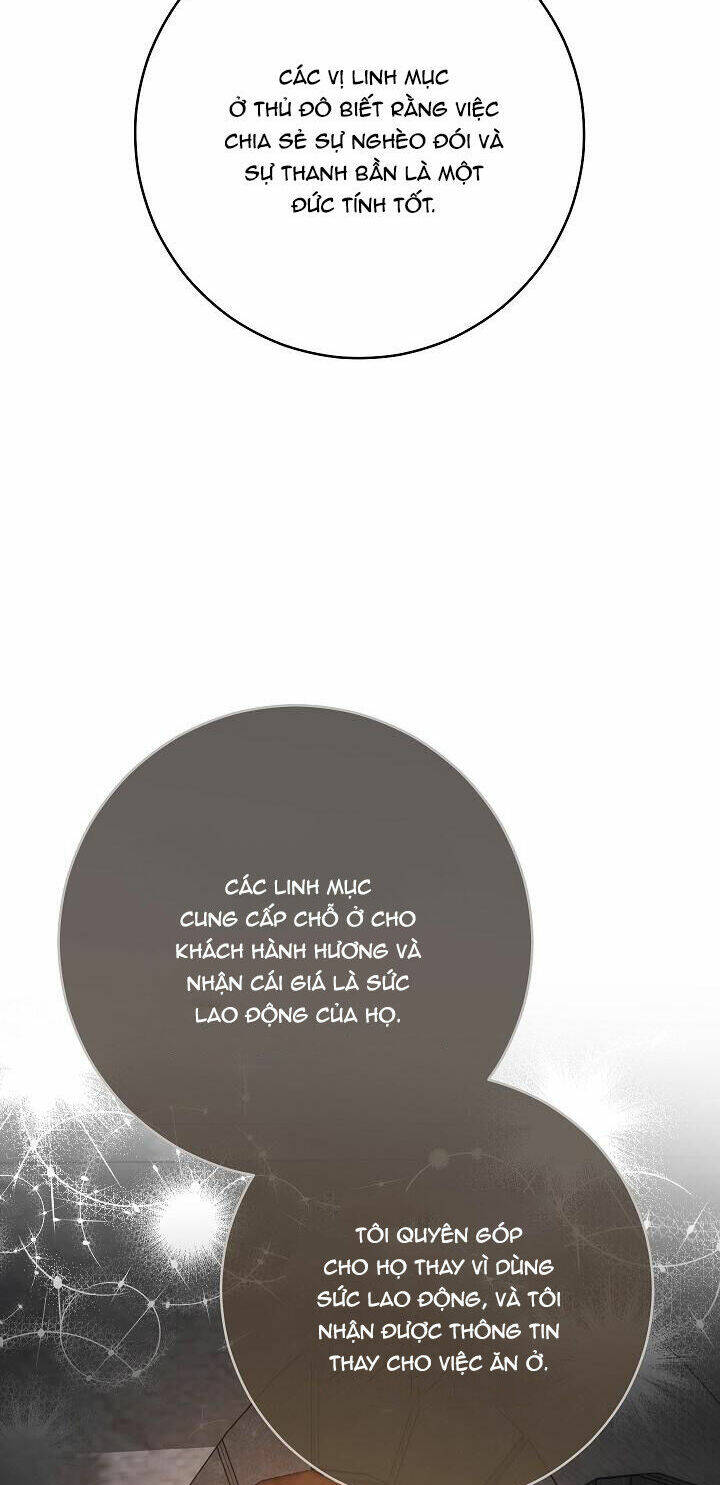 CÁC VỊ LINH MỤC
Ở THỦ ĐÔ BIẾT RẰNG VIỆC
CHIA SẺ SỰ NGHÈO ĐÓI VÀ
SỰ THANH BẦN LÀ MỘT
ĐỨC TÍNH TỐT.
CÁC LINH MỤC
CUNG CẤP CHỖ Ở CHO
KHÁCH HÀNH HƯƠNG VÀ
NHẬN CÁI GIÁ LÀ SỨC
LAO ĐỘNG CỦA HỌ.
TÔI QUYÊN GÓP
CHO HỌ THAY VÌ DÙNG
SỨC LAO ĐỘNG, VÀ TÔI
NHẬN ĐƯỢC THÔNG TIN
THAY CHO VIỆC ĂN Ở.